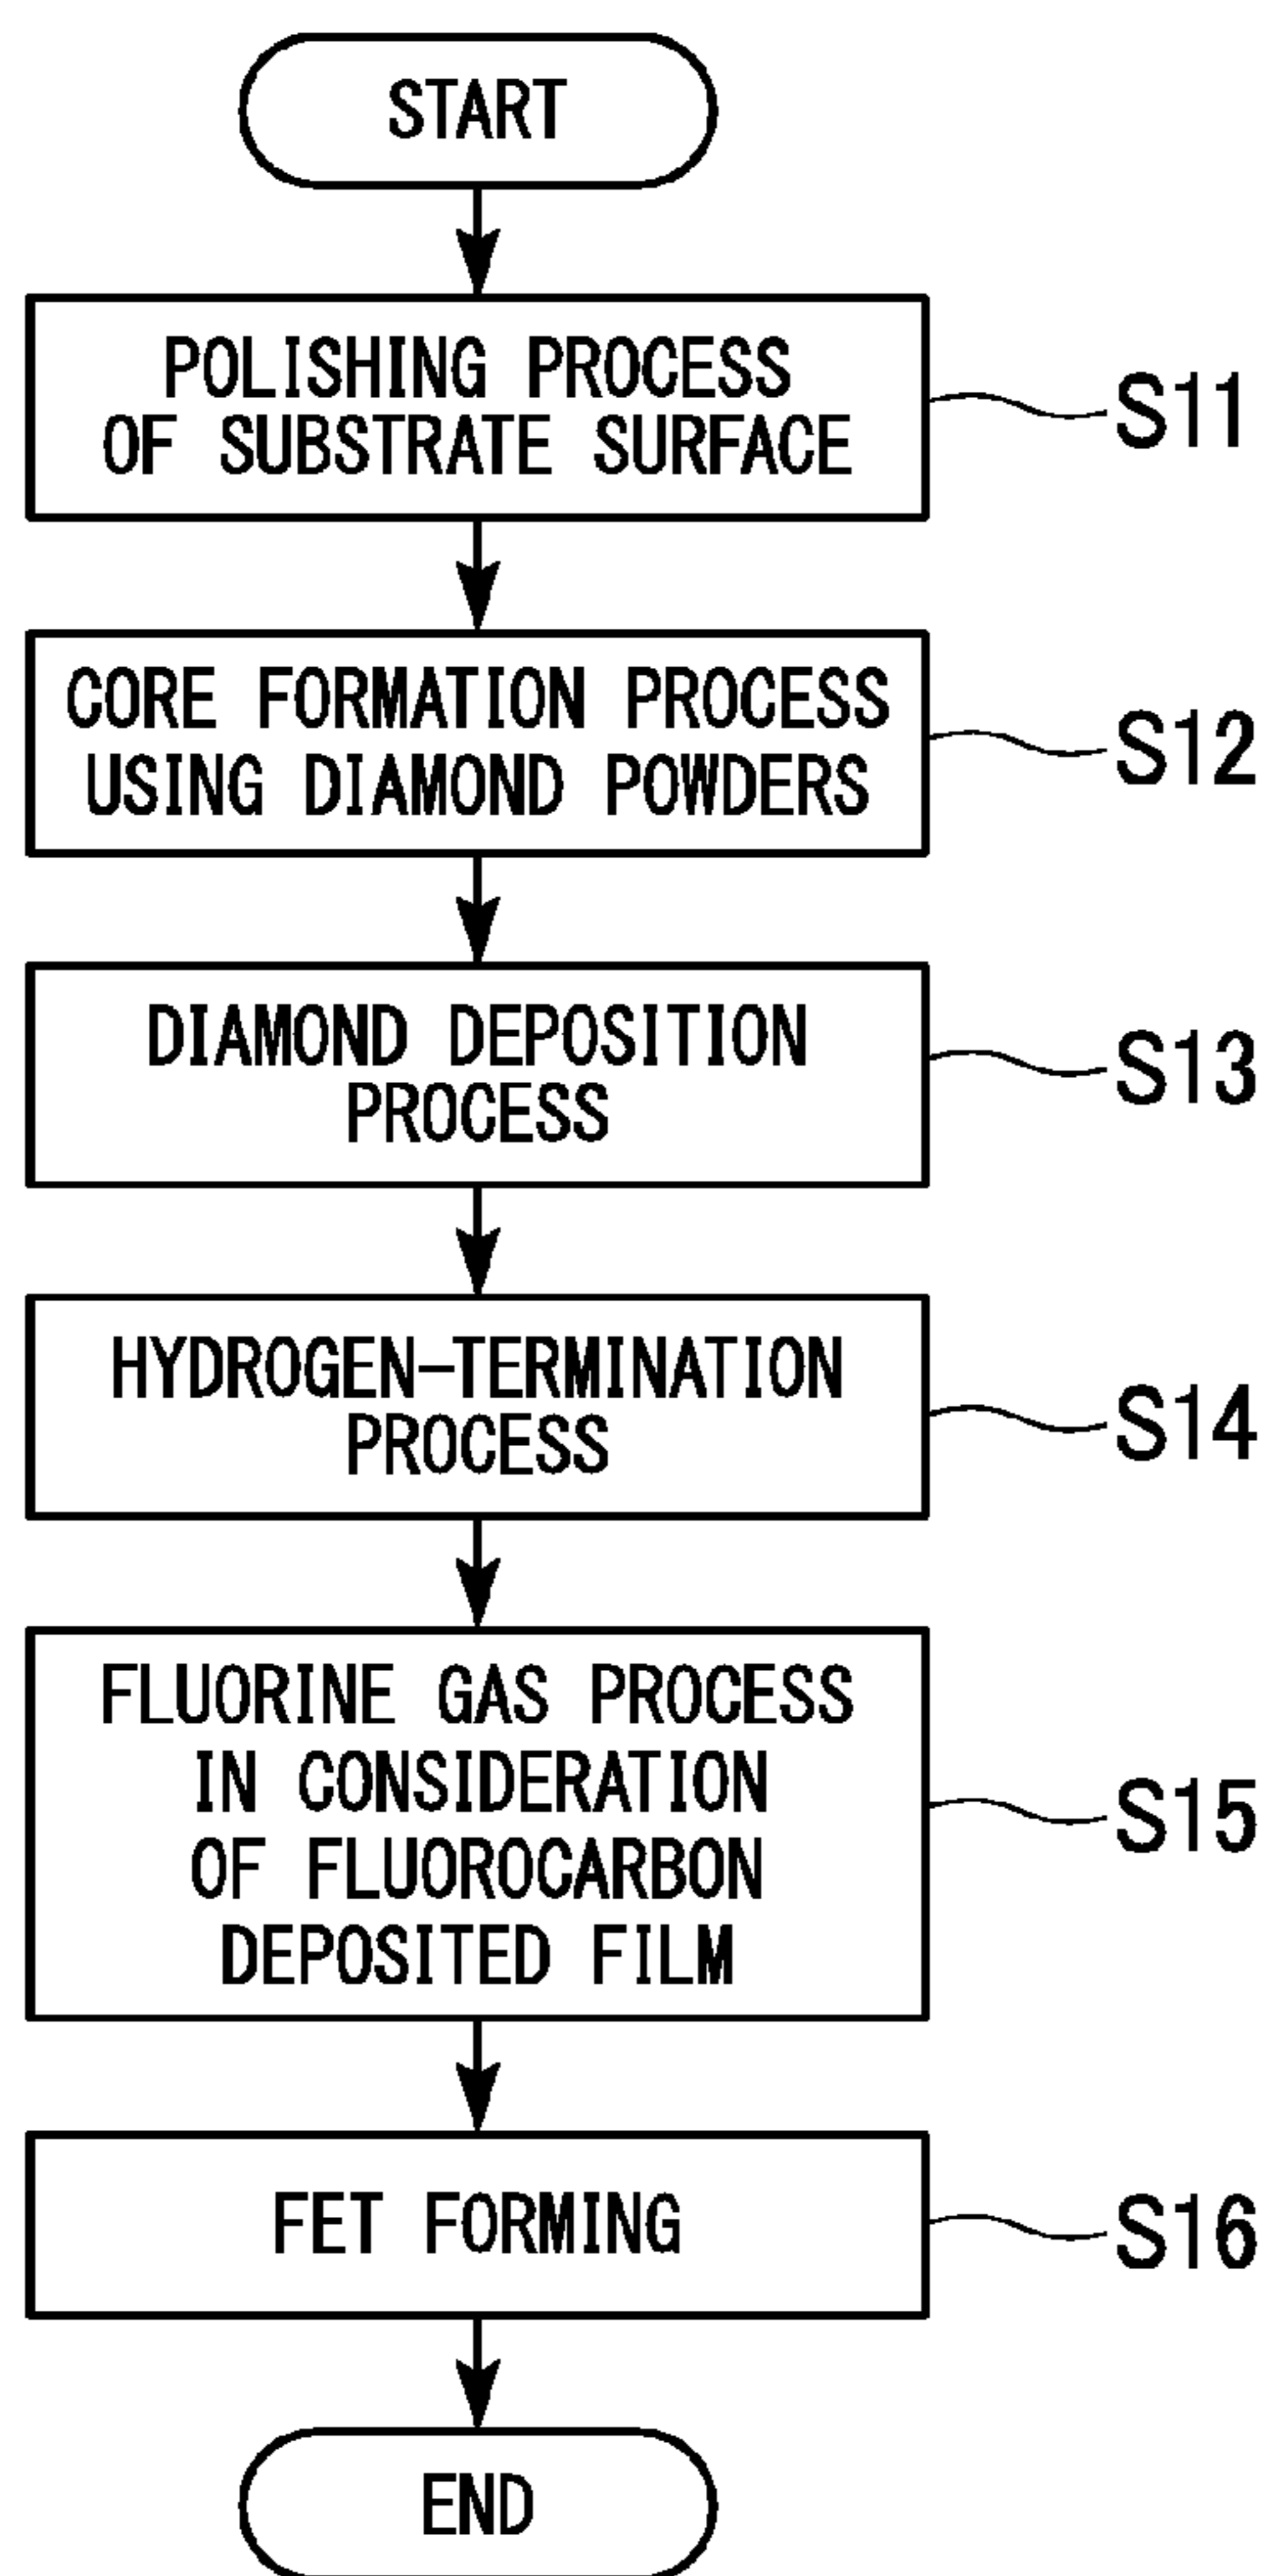 START
POLISHING PROCESS
OF SUBSTRATE SURFACE
S11
CORE FORMATION PROCESS
USING DIAMOND POWDERS
S12
DIAMOND DEPOSITION
PROCESS
S13
HYDROGEN-TERMINATION
PROCESS
S14
FLUORINE GAS PROCESS
IN CONSIDERATION
OF FLUOROCARBON
DEPOSITED FILM
S15
FET FORMING
S16
END